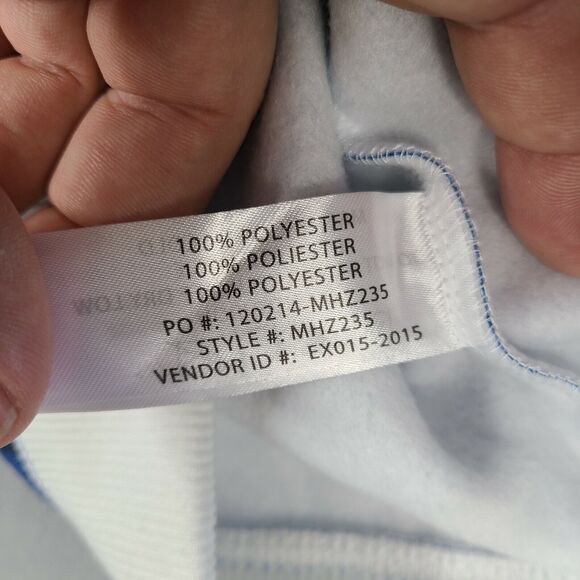 100% POLYESTER
100% POLIESTER
100% POLYESTER
PO #: 120214-MHZ235
STYLE #: MHZ235
VENDOR ID #: EX015-2015